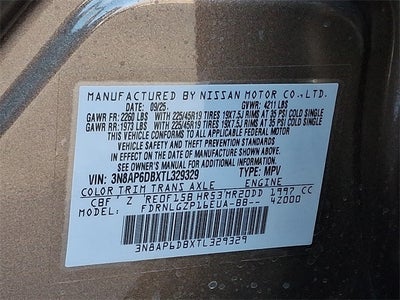 MANUFACTURED BY NISSAN MOTOR CO.,LTD.
DATE: 09/25. GVWR: 4211 LBS
GAWR FR: 2260 LBS WITH 225/45R19 TIRES 19X7.5J RIMS AT 35 PSI COLD SINGLE
GAWR RR: 1973 LBS WITH 225/45R19 TIRES 19X7.5J RIMS AT 35 PSI COLD SINGLE
THIS VEHICLE CONFORMS TO ALL APPLICABLE FEDERAL MOTOR
VEHICLE SAFETY AND THEFT PREVENTION STANDARDS
IN EFFECT ON THE DATE OF MANUFACTURE SHOWN ABOVE.
SEE OWNER'S MANUAL FOR ADDITIONAL INFORMATION.
VIN: 3N8AP6DBXTL329329 TYPE: MPV
COLOR TRIM TRANS AXLE ENGINE
CBF Z RE0F15B HR53 MR20DD 1997 CC
MODEL: FDRNLGZP16EUA-BB-- 4Z000
3N8AP6DBXTL329329